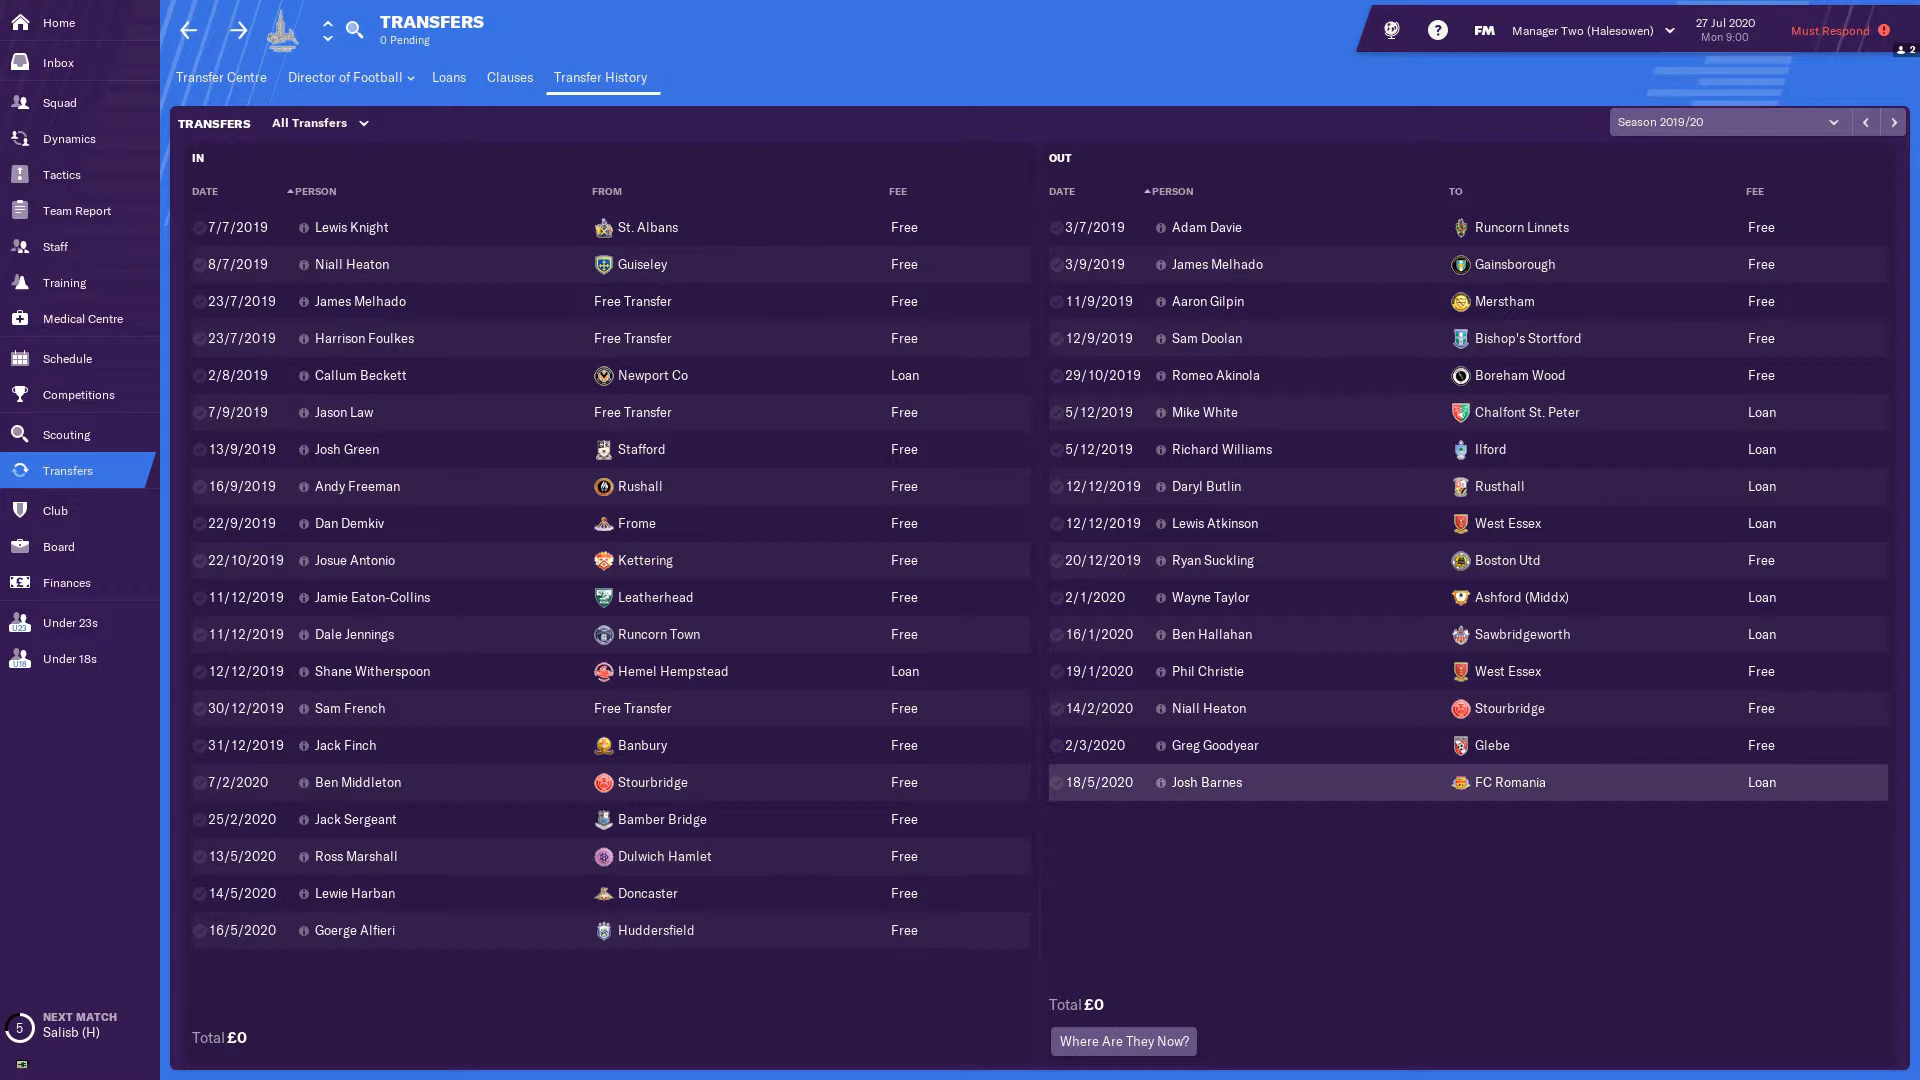 Home
Inbox
Squad
Dynamics
Tactics
Team Report
Staff
Training
Medical Centre
Schedule
Competitions
Scouting
Transfers
Club
Board
Finances
U23 Under 23s
U18 Under 18s
5 NEXT MATCH
Salisb (H)
TRANSFERS
0 Pending
? FM Manager Two (Halesowen) 27 Jul 2020
Mon 9:00
Must Respond
2
Transfer Centre Director of Football Loans Clauses Transfer History
TRANSFERS All Transfers Season 2019/20
IN
DATE PERSON FROM FEE
7/7/2019 Lewis Knight St. Albans Free
8/7/2019 Niall Heaton Guiseley Free
23/7/2019 James Melhado Free Transfer Free
23/7/2019 Harrison Foulkes Free Transfer Free
2/8/2019 Callum Beckett Newport Co Loan
7/9/2019 Jason Law Free Transfer Free
13/9/2019 Josh Green Stafford Free
16/9/2019 Andy Freeman Rushall Free
22/9/2019 Dan Demkiv Frome Free
22/10/2019 Josue Antonio Kettering Free
11/12/2019 Jamie Eaton-Collins Leatherhead Free
11/12/2019 Dale Jennings Runcorn Town Free
12/12/2019 Shane Witherspoon Hemel Hempstead Loan
30/12/2019 Sam French Free Transfer Free
31/12/2019 Jack Finch Banbury Free
7/2/2020 Ben Middleton Stourbridge Free
25/2/2020 Jack Sergeant Bamber Bridge Free
13/5/2020 Ross Marshall Dulwich Hamlet Free
14/5/2020 Lewie Harban Doncaster Free
16/5/2020 Goerge Alfieri Huddersfield Free
Total £0
OUT
DATE PERSON TO FEE
3/7/2019 Adam Davie Runcorn Linnets Free
3/9/2019 James Melhado Gainsborough Free
11/9/2019 Aaron Gilpin Merstham Free
12/9/2019 Sam Doolan Bishop's Stortford Free
29/10/2019 Romeo Akinola Boreham Wood Free
5/12/2019 Mike White Chalfont St. Peter Loan
5/12/2019 Richard Williams Ilford Loan
12/12/2019 Daryl Butlin Rusthall Loan
12/12/2019 Lewis Atkinson West Essex Loan
20/12/2019 Ryan Suckling Boston Utd Free
2/1/2020 Wayne Taylor Ashford (Middx) Loan
16/1/2020 Ben Hallahan Sawbridgeworth Loan
19/1/2020 Phil Christie West Essex Free
14/2/2020 Niall Heaton Stourbridge Free
2/3/2020 Greg Goodyear Glebe Free
18/5/2020 Josh Barnes FC Romania Loan
Total £0
Where Are They Now?